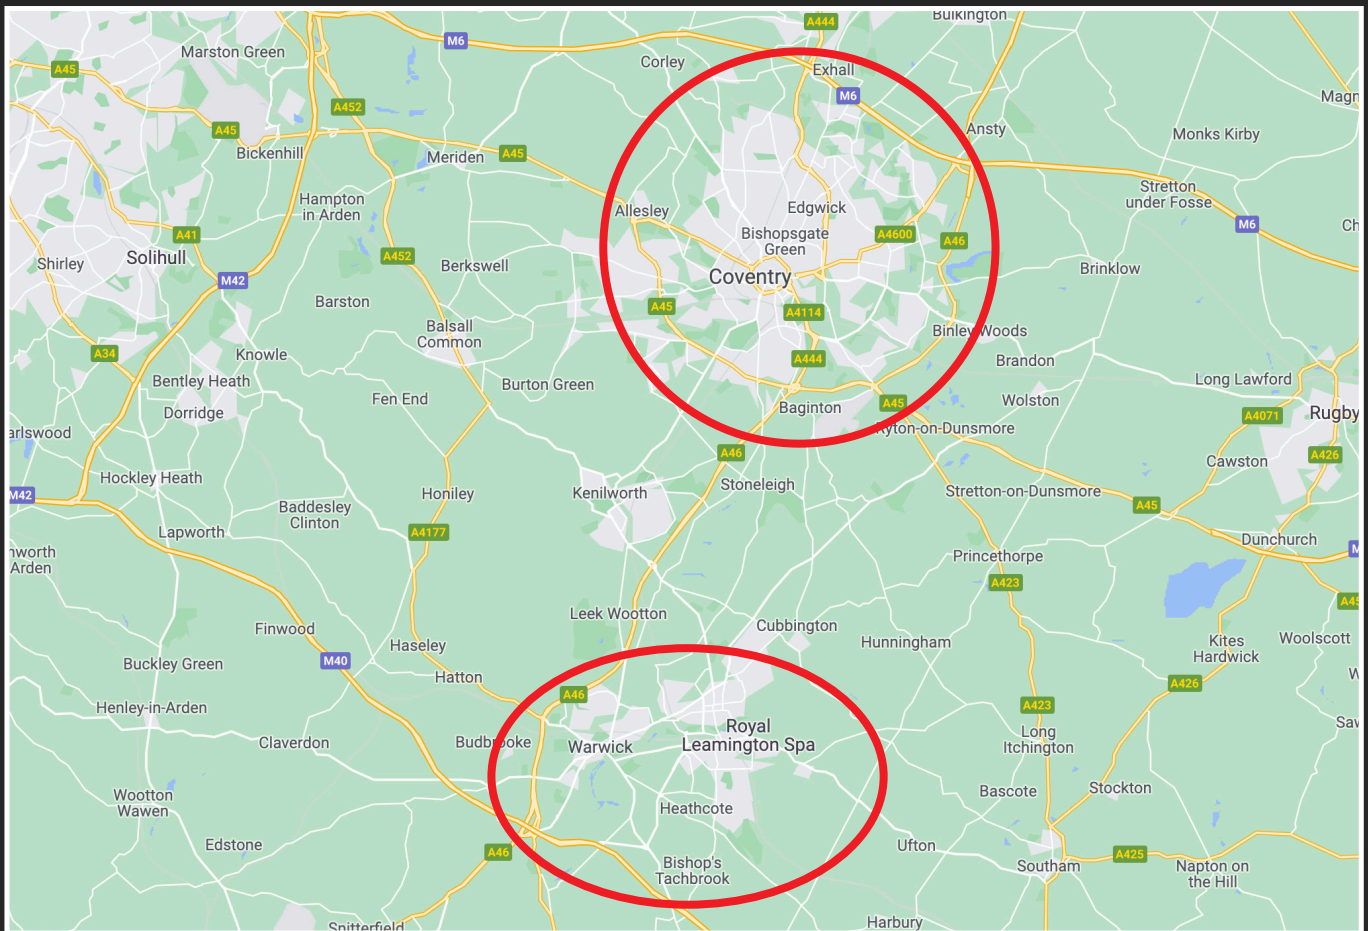 Bulkington
A444
M6
Marston Green
Corley
A45
Exhall
M6
Magn
A452
Ansty
A45
Monks Kirby
Bickenhill
Meriden
A45
Hampton
in Arden
Stretton
under Fosse
Allesley
Edgwick
M6
Ch
A41
Bishopsgate
Green
A4600
A46
Solihull
A452
Shirley
Berkswell
Brinklow
M42
Coventry
Barston
A45
A4114
Balsall
Common
Binley Woods
A34
Knowle
A444
Brandon
Bentley Heath
Burton Green
Long Lawford
Fen End
Wolston
Dorridge
Baginton
A45
A4071
Rugby
arlswood
Ryton-on-Dunsmore
A46
A426
Cawston
Hockley Heath
Stoneleigh
M42
Honiley
Kenilworth
Stretton-on-Dunsmore
A45
Baddesley
Clinton
Lapworth
A4177
Dunchurch
nworth
Arden
Princethorpe
M
A423
A45
Leek Wootton
Finwood
Cubbington
Haseley
Hunningham
Kites
Hardwick
Woolscott
M40
Buckley Green
Hatton
W
A426
A46
Henley-in-Arden
A423
Royal
Leamington Spa
Sav
Claverdon
Budbrooke
Warwick
Long
Itchington
Bascote
Stockton
Wootton
Wawen
Heathcote
Edstone
A46
Ufton
A425
Bishop's
Tachbrook
Southam
Napton on
the Hill
Snitterfield
Harbury